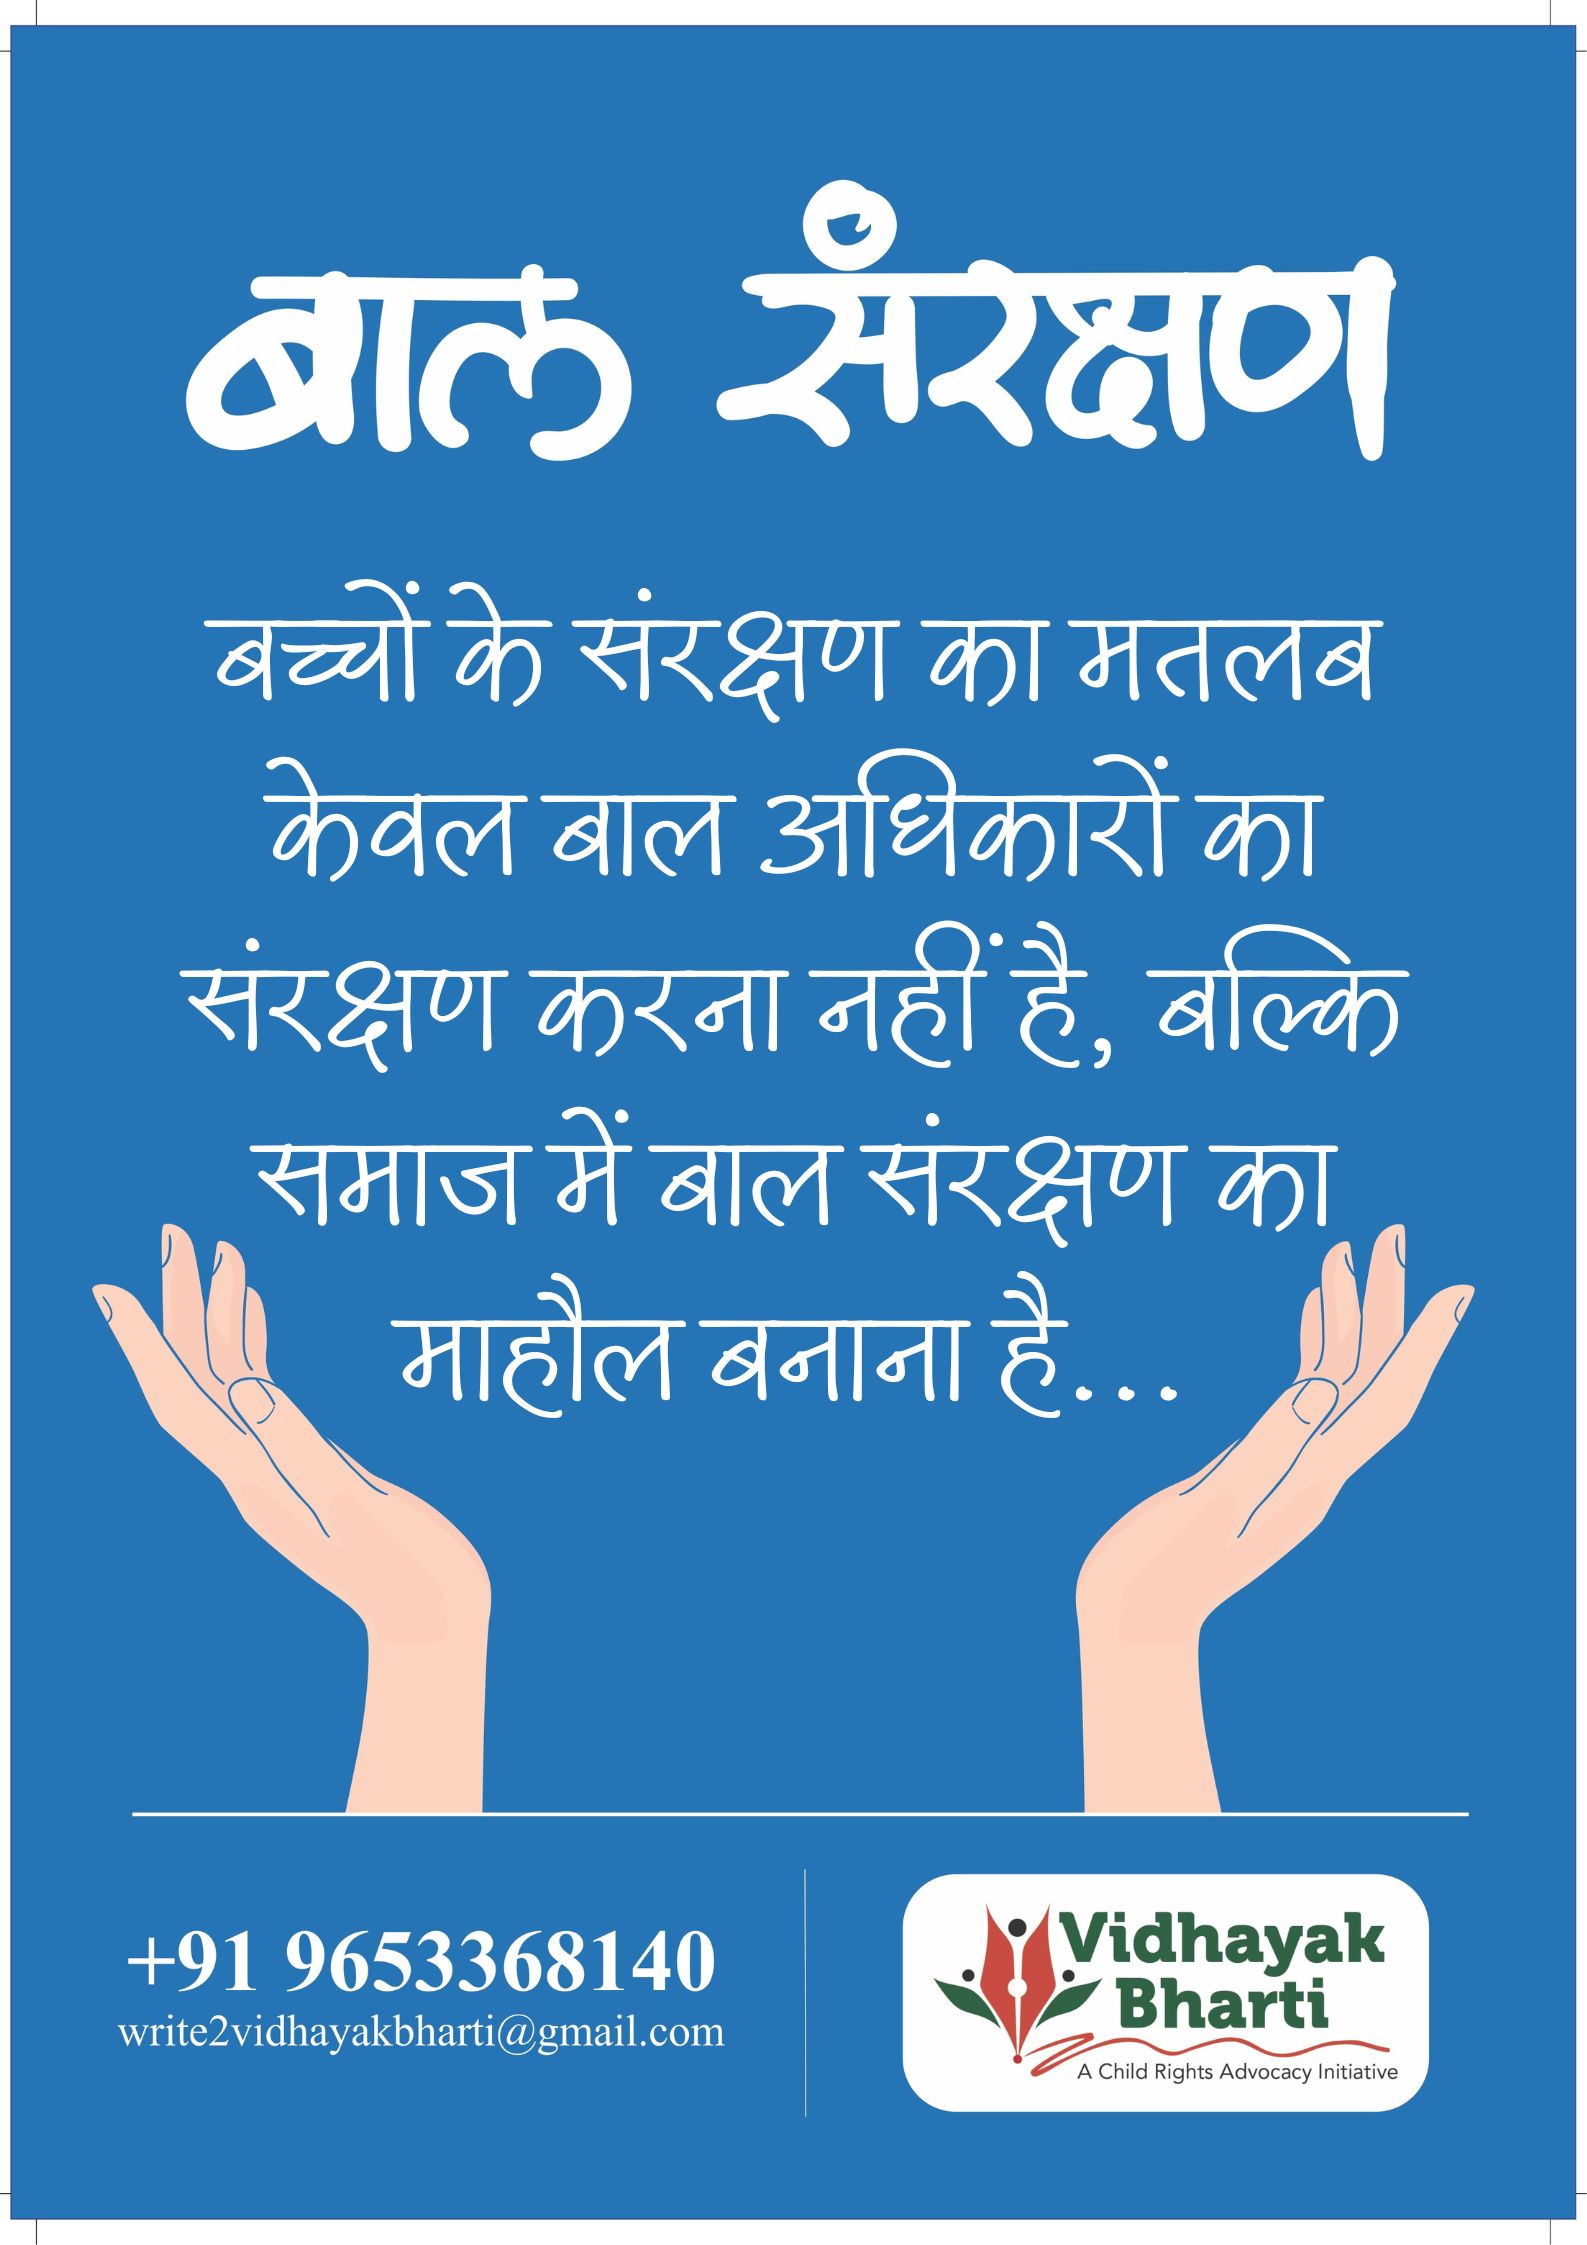 बाल संरक्षण
बच्चों के संरक्षण का मतलब
केवल बाल अधिकारों का
संरक्षण करना नहीं है, बल्कि
समाज में बाल संरक्षण का
माहौल बनाना है...
+91 9653368140
write2vidhayakbharti@gmail.com
Vidhayak
Bharti
A Child Rights Advocacy Initiative